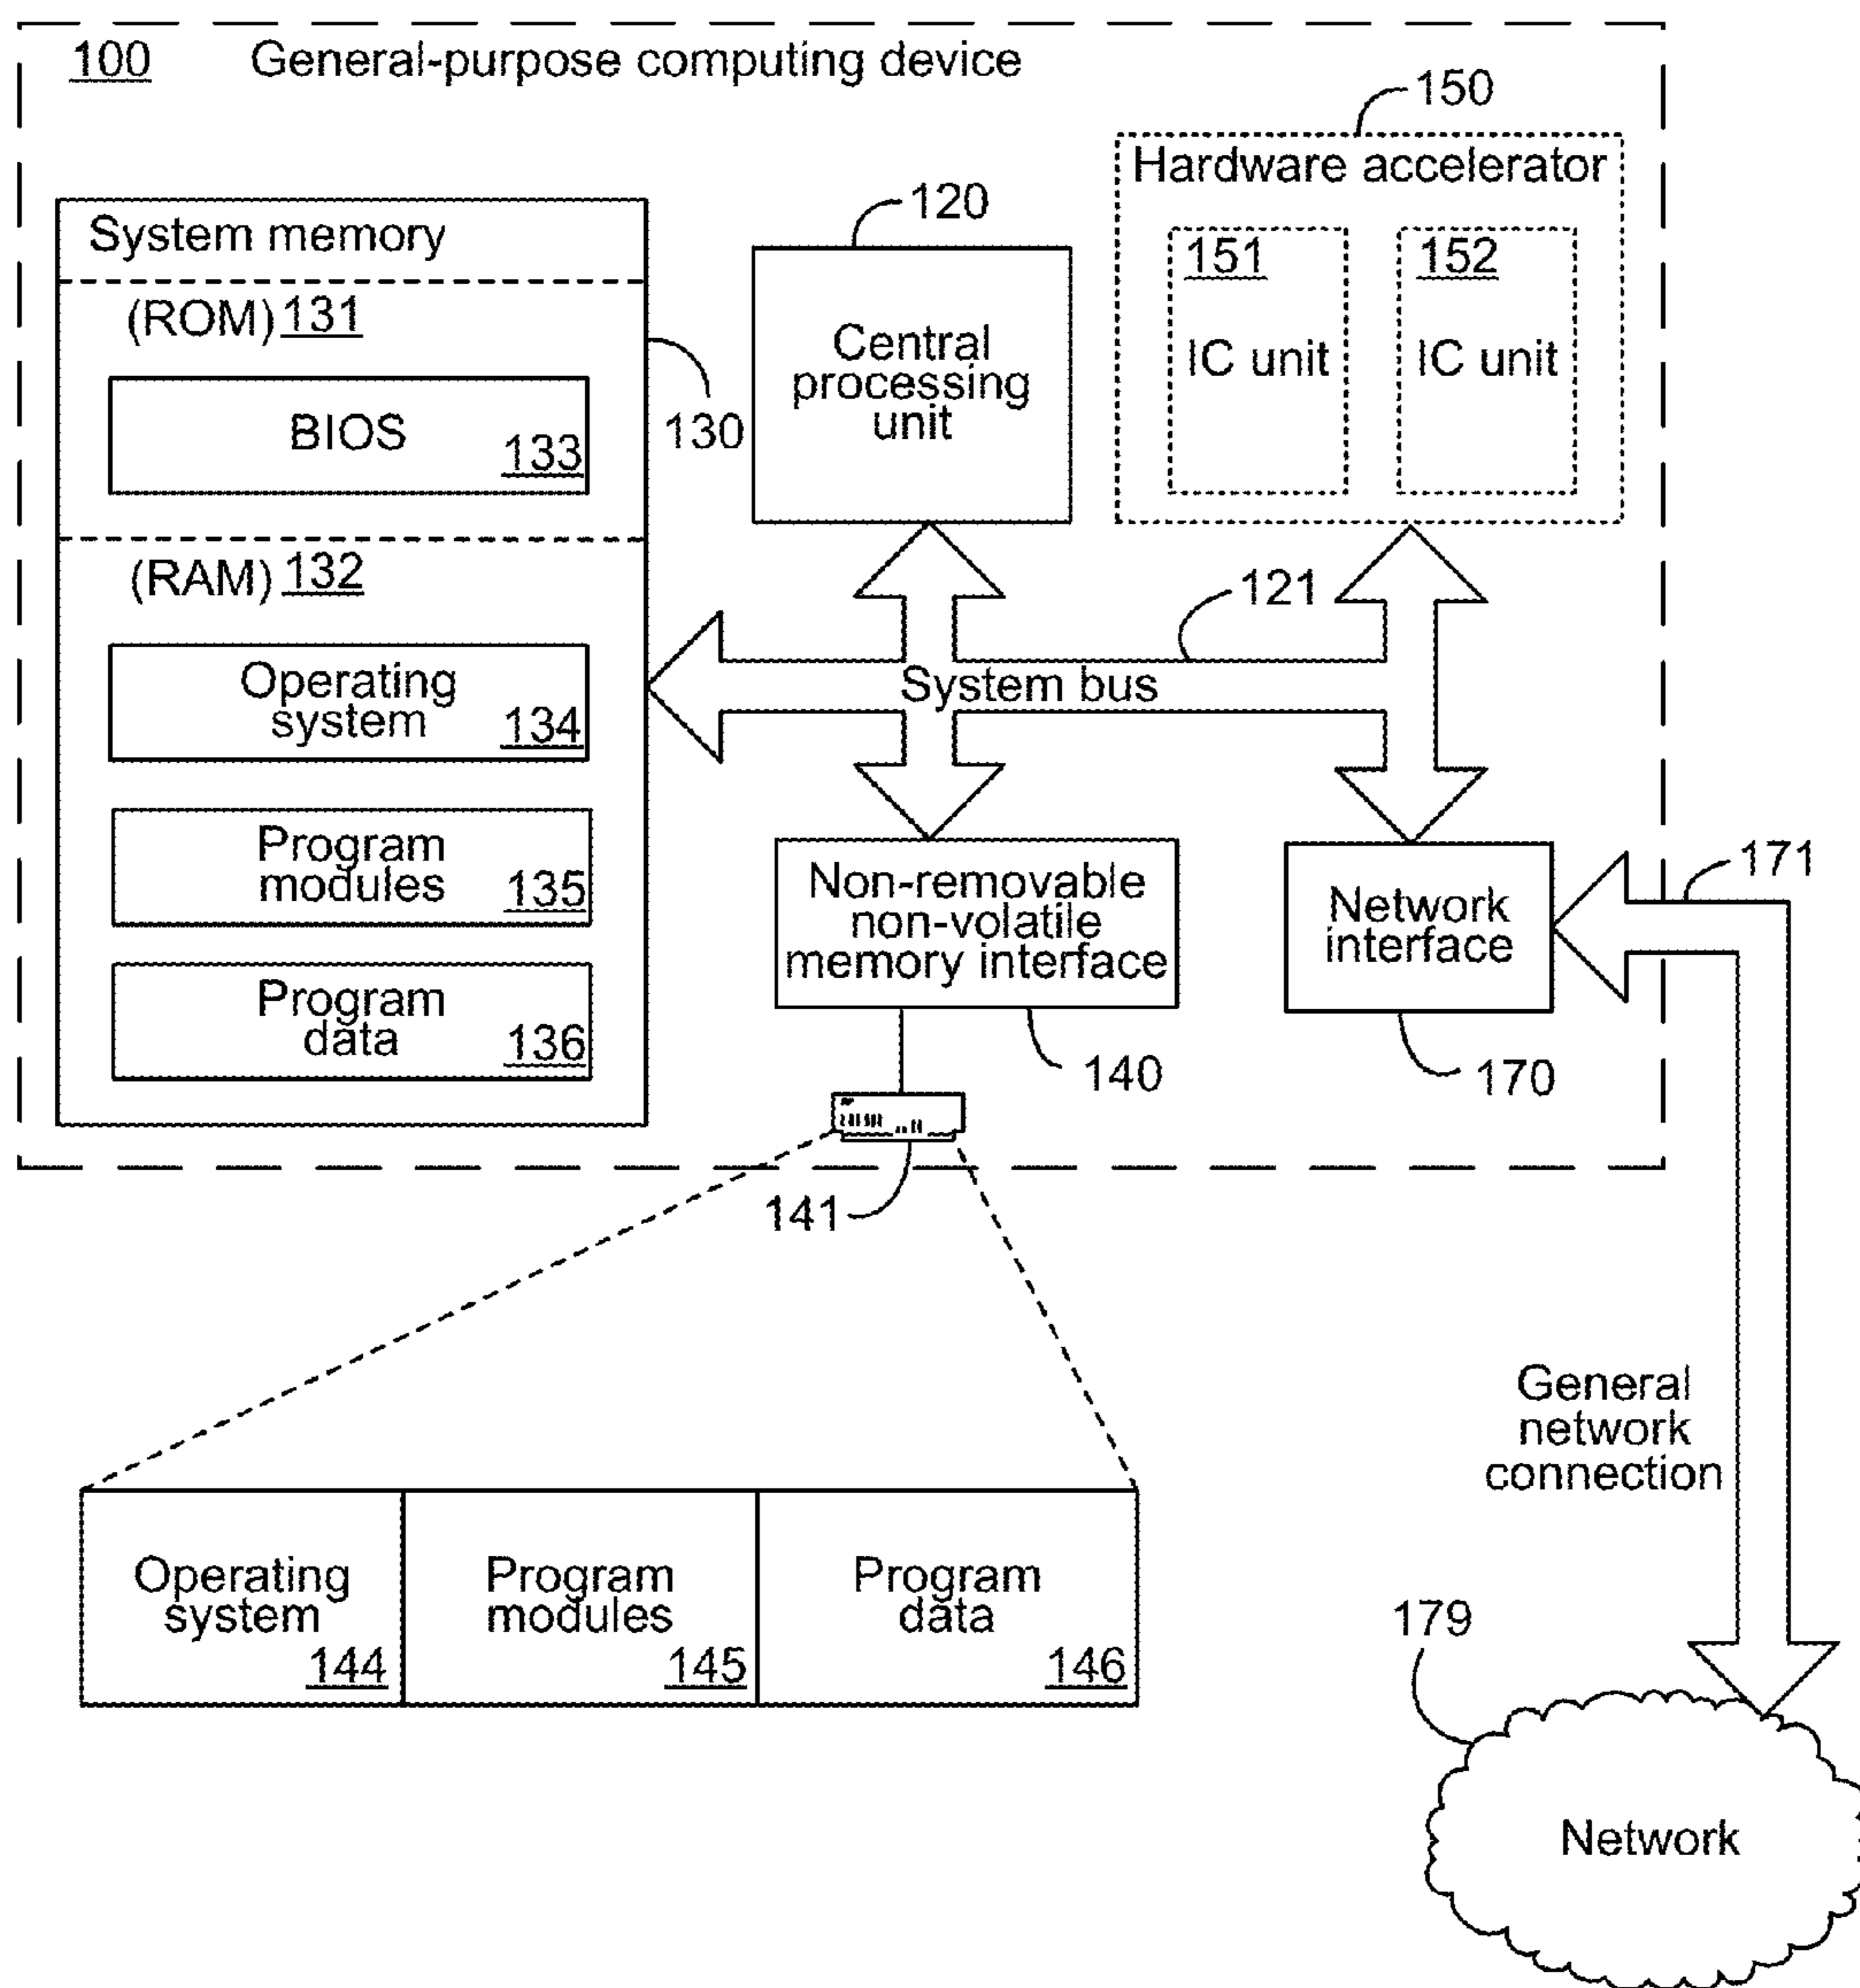 100 General-purpose computing device
150
Hardware accelerator
151
IC unit
152
IC unit
120
Central
processing
unit
System memory
(ROM) 131
BIOS
133
130
(RAM) 132
Operating
system
134
Program
modules
135
Program
data
136
121
System bus
Non-removable
non-volatile
memory interface
140
Network
interface
170
171
141
General
network
connection
Operating
system
144
Program
modules
145
Program
data
146
179
Network